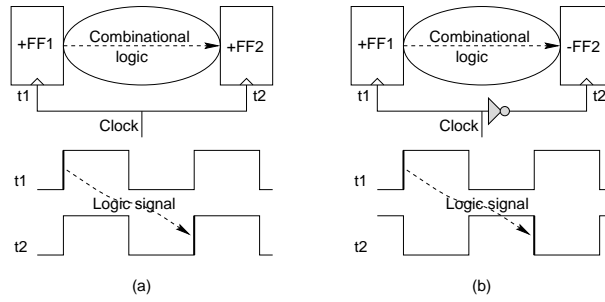 +FF1
Combinational
logic
+FF2
t1
t2
Clock
t1
Logic signal
t2
(a)
+FF1
Combinational
logic
-FF2
t1
t2
Clock
t1
Logic signal
t2
(b)